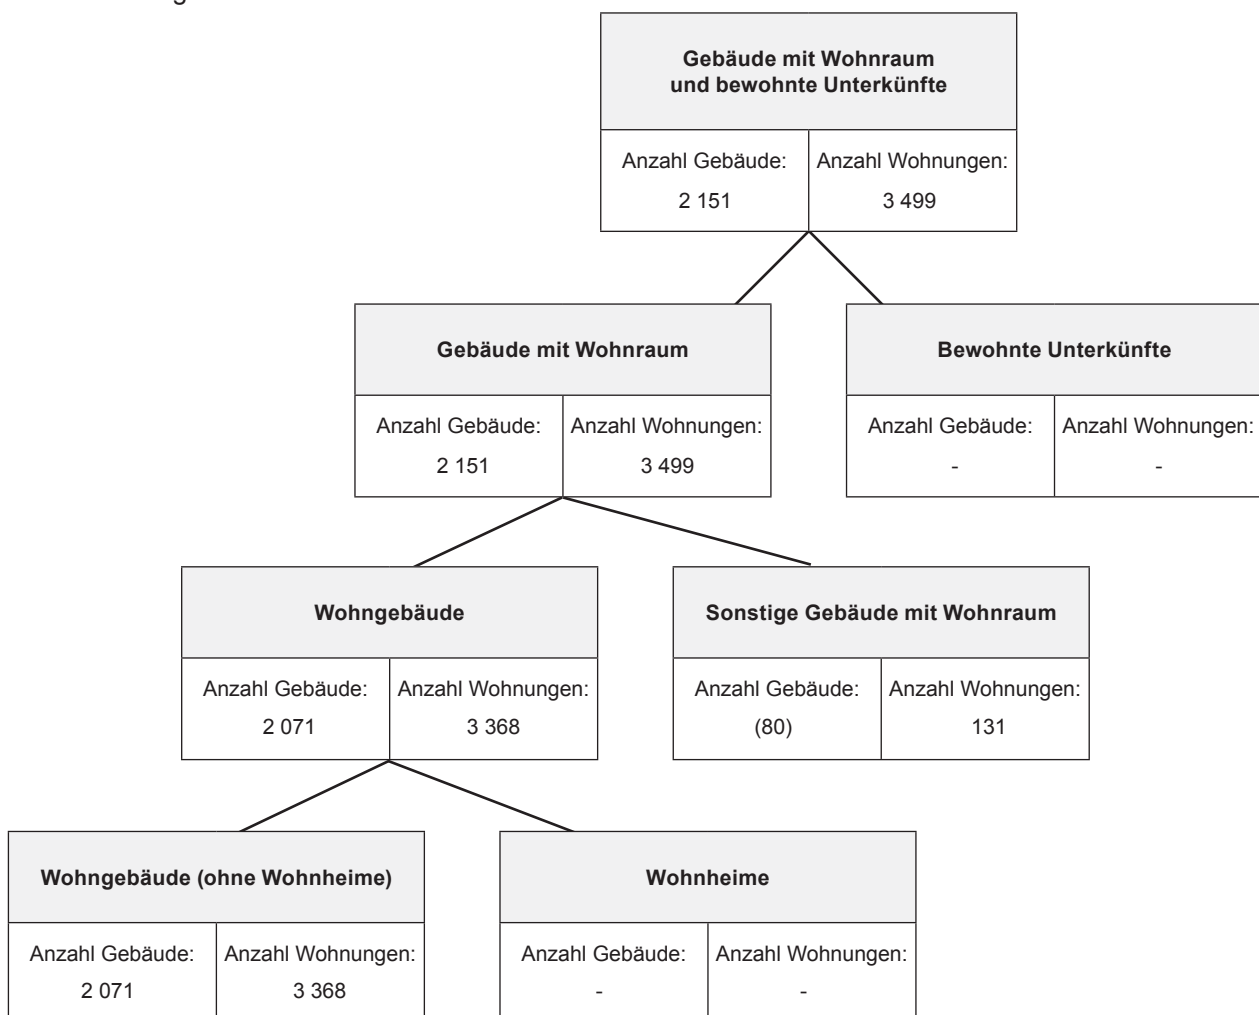 Gebäude mit Wohnraum
und bewohnte Unterkünfte
Anzahl Gebäude: Anzahl Wohnungen:
2 151 3 499
Gebäude mit Wohnraum
Anzahl Gebäude: Anzahl Wohnungen:
2 151 3 499
Bewohnte Unterkünfte
Anzahl Gebäude: Anzahl Wohnungen:
- -
Wohngebäude
Anzahl Gebäude: Anzahl Wohnungen:
2 071 3 368
Sonstige Gebäude mit Wohnraum
Anzahl Gebäude: Anzahl Wohnungen:
(80) 131
Wohngebäude (ohne Wohnheime)
Anzahl Gebäude: Anzahl Wohnungen:
2 071 3 368
Wohnheime
Anzahl Gebäude: Anzahl Wohnungen:
- -